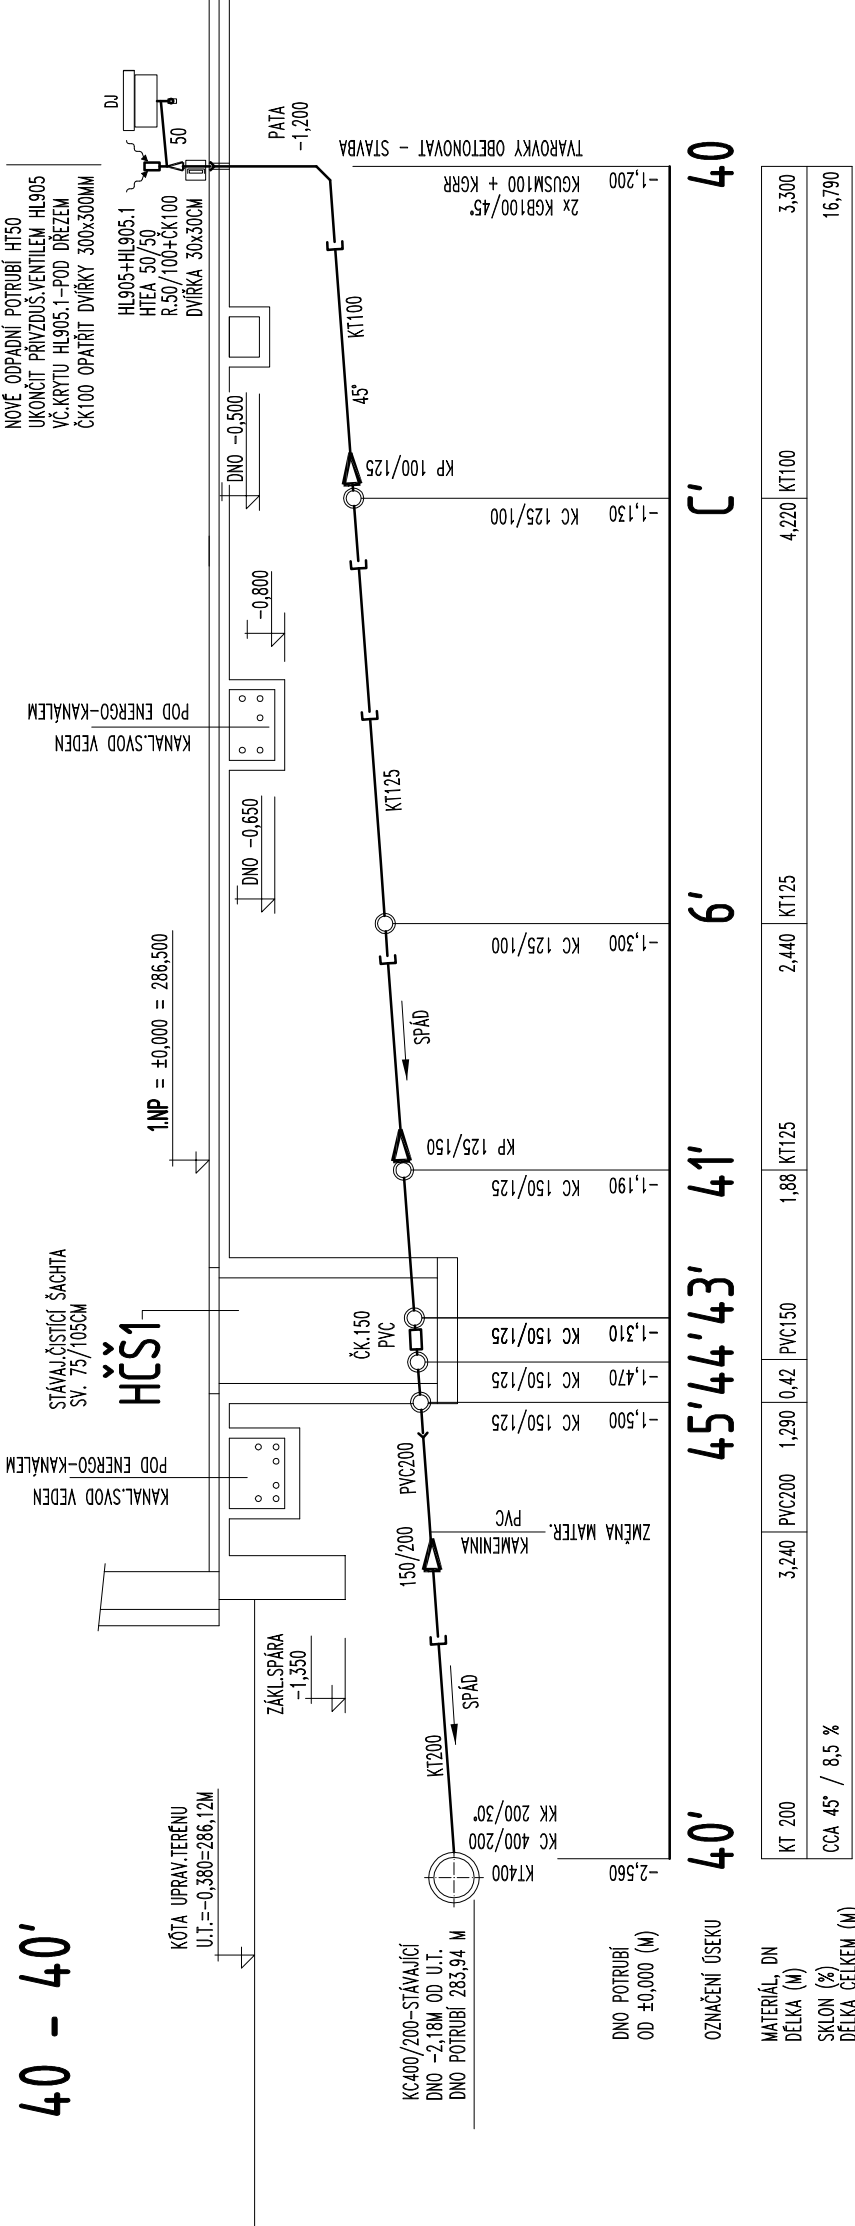 40 - 40'
NOVÉ ODPADNÍ POTRUBÍ HT50
UKONČIT PŘIVZDUŠ.VENTILEM HL905
VČ.KRYTU HL905.1-POD DŘEZEM
ČK100 OPATŘIT DVÍŘKY 300x300MM
HL905+HL905.1
HTEA 50/50
R.50/100+ČK100
DVÍŘKA 30x30CM
DJ
50
PATA
-1,200
STÁVAJ.ČISTÍCÍ ŠACHTA
SV. 75/105CM
HČŠ1
1.NP = ±0,000 = 286,500
KANAL.SVOD VEDEN
POD ENERGO-KANÁLEM
KANAL.SVOD VEDEN
POD ENERGO-KANÁLEM
KÓTA UPRAV.TERÉNU
U.T.=-0,380=286,12M
ZÁKL.SPÁRA
-1,350
DNO -0,650
-0,800
DNO -0,500
KC400/200-STÁVAJÍCÍ
DNO -2,18M OD U.T.
DNO POTRUBÍ 283,94 M
KT400
KC 400/200
KK 200/30°
KT200
SPÁD
150/200
PVC200
ZMĚNA MATER.
KAMENINA
PVC
ČK.150
PVC
KP 125/150
SPÁD
KT125
KP 100/125
45°
KT100
2x KGB100/45°
KGUSM100 + KGRR
TVAROVKY OBETONOVAT - STAVBA
KC 150/125
KC 150/125
KC 150/125
KC 150/125
KC 125/100
KC 125/100
DNO POTRUBÍ
OD ±0,000 (M)
-2,560
-1,500
-1,470
-1,310
-1,190
-1,300
-1,130
-1,200
OZNAČENÍ ÚSEKU
40'
45'
44'
43'
41'
6'
C'
40
MATERIÁL, DN
DÉLKA (M)
KT 200
3,240
PVC200
1,290
0,42
PVC150
1,88
KT125
2,440
KT125
4,220
KT100
3,300
SKLON (%)
DÉLKA CELKEM (M)
CCA 45° / 8,5 %
16,790